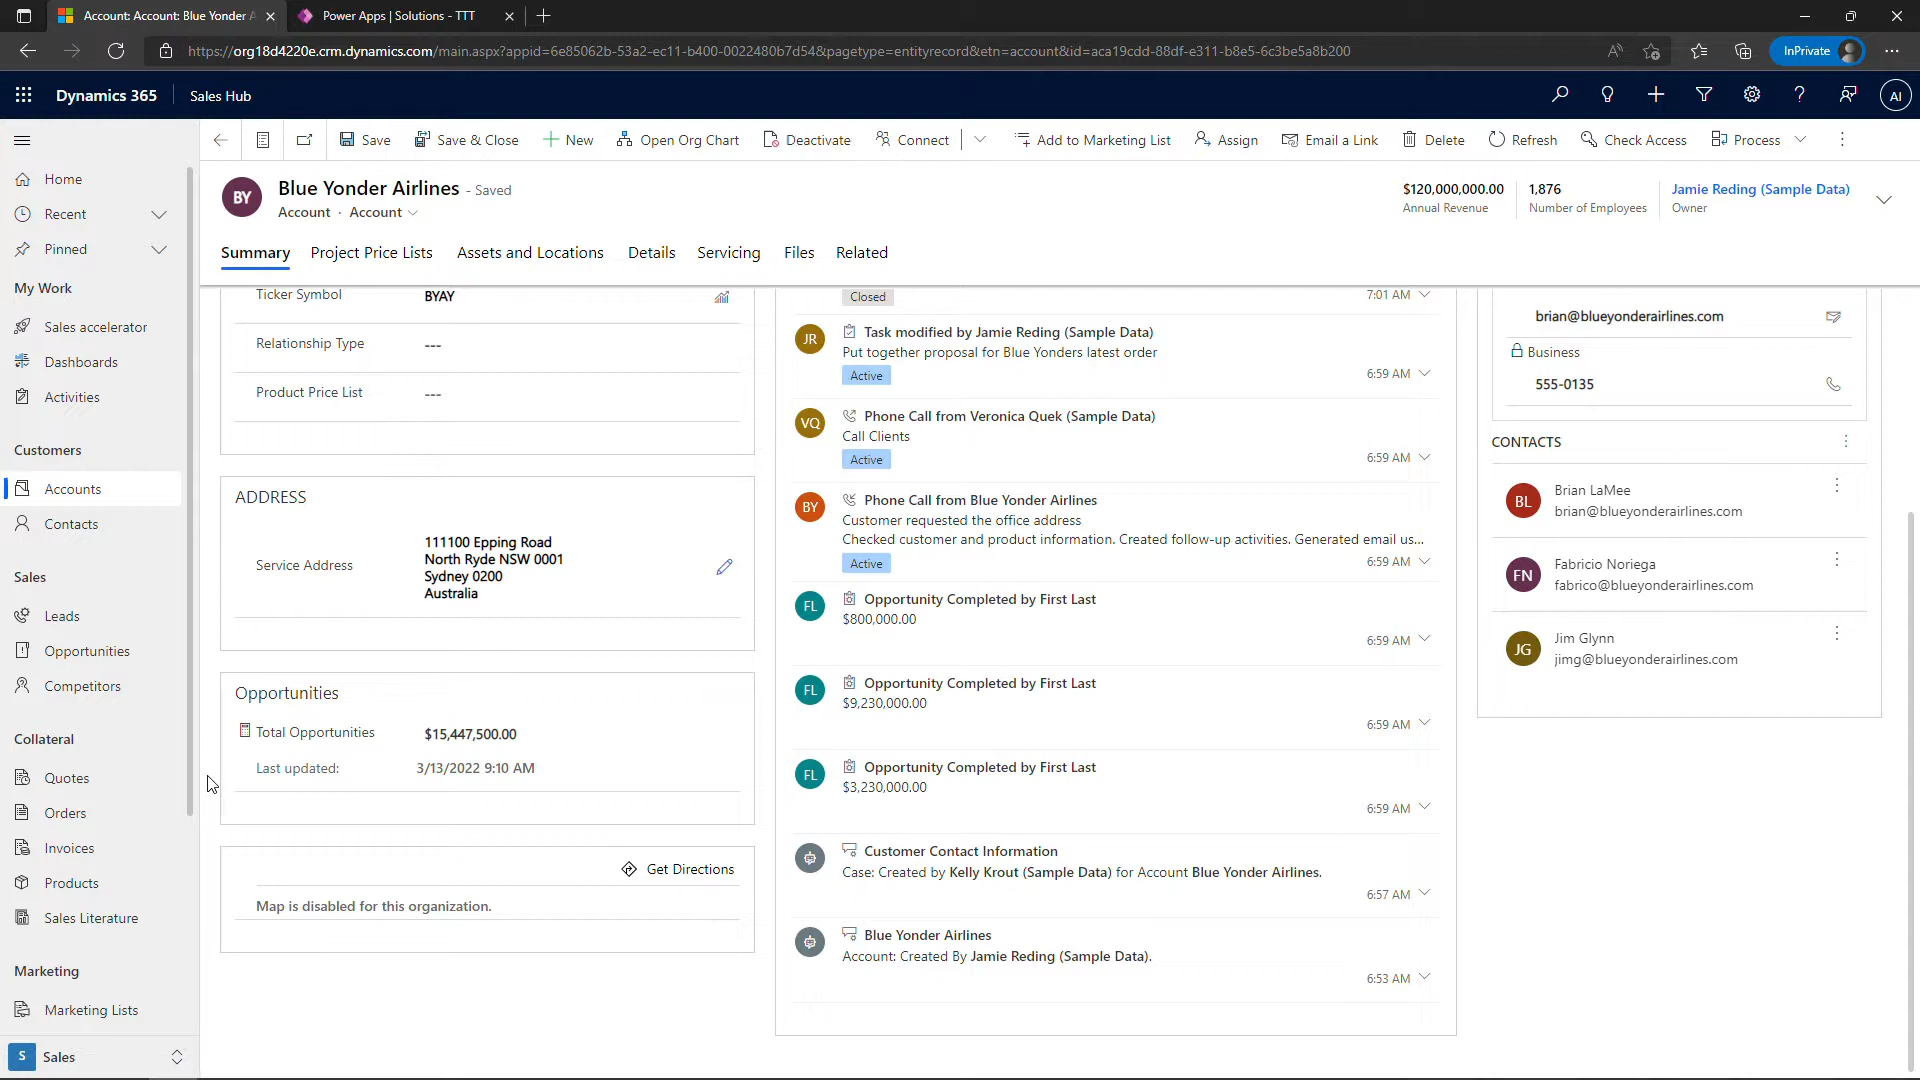 Account: Account: Blue Yonder A
Power Apps | Solutions - TTT
https://org18d4220e.crm.dynamics.com/main.aspx?appid=6e85062b-53a2-ec11-b400-0022480b7d54&pagetype=entityrecord&etn=account&id=aca19cdd-88df-e311-b8e5-6c3be5a8b200
InPrivate
Dynamics 365
Sales Hub
AI
Save
Save & Close
New
Open Org Chart
Deactivate
Connect
Add to Marketing List
Assign
Email a Link
Delete
Refresh
Check Access
Process
Home
Recent
Pinned
My Work
Sales accelerator
Dashboards
Activities
Customers
Accounts
Contacts
Sales
Leads
Opportunities
Competitors
Collateral
Quotes
Orders
Invoices
Products
Sales Literature
Marketing
Marketing Lists
S Sales
BY
Blue Yonder Airlines - Saved
Account · Account
$120,000,000.00
Annual Revenue
1,876
Number of Employees
Jamie Reding (Sample Data)
Owner
Summary Project Price Lists Assets and Locations Details Servicing Files Related
Ticker Symbol BYAY
Relationship Type ---
Product Price List ---
ADDRESS
Service Address
111100 Epping Road
North Ryde NSW 0001
Sydney 0200
Australia
Opportunities
Total Opportunities $15,447,500.00
Last updated: 3/13/2022 9:10 AM
Get Directions
Map is disabled for this organization.
Closed
7:01 AM
JR
Task modified by Jamie Reding (Sample Data)
Put together proposal for Blue Yonders latest order
Active
6:59 AM
VQ
Phone Call from Veronica Quek (Sample Data)
Call Clients
Active
6:59 AM
BY
Phone Call from Blue Yonder Airlines
Customer requested the office address
Checked customer and product information. Created follow-up activities. Generated email us...
Active
6:59 AM
FL
Opportunity Completed by First Last
$800,000.00
6:59 AM
FL
Opportunity Completed by First Last
$9,230,000.00
6:59 AM
FL
Opportunity Completed by First Last
$3,230,000.00
6:59 AM
Customer Contact Information
Case: Created by Kelly Krout (Sample Data) for Account Blue Yonder Airlines.
6:57 AM
Blue Yonder Airlines
Account: Created By Jamie Reding (Sample Data).
6:53 AM
brian@blueyonderairlines.com
Business
555-0135
CONTACTS
BL
Brian LaMee
brian@blueyonderairlines.com
FN
Fabricio Noriega
fabrico@blueyonderairlines.com
JG
Jim Glynn
jimg@blueyonderairlines.com